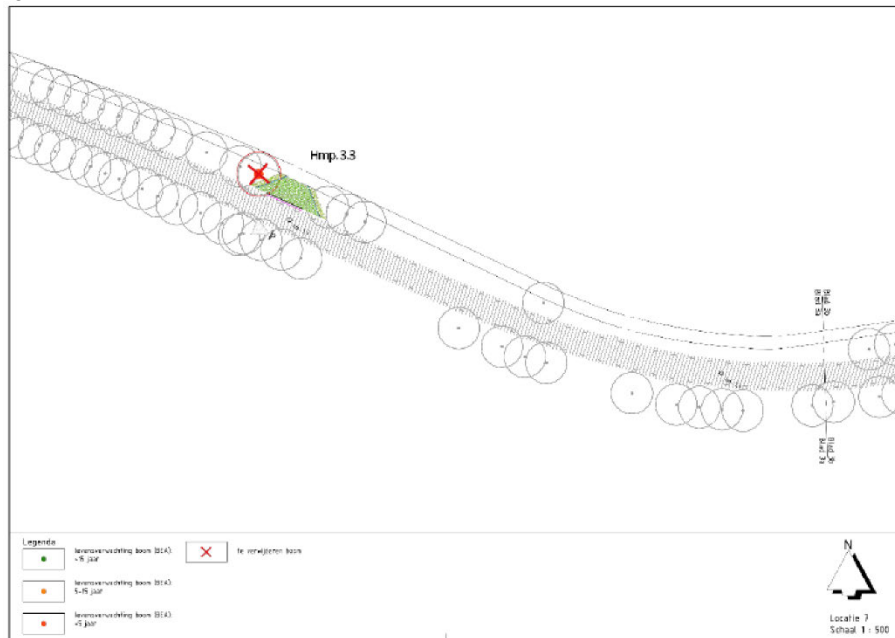 Hmp.3.3
Legenda
levensverwachting boom (BEA):
>15 jaar
te verwijderen boom
levensverwachting boom (BEA):
5-15 jaar
levensverwachting boom (BEA):
<5 jaar
N
Locatie 7
Schaal 1 : 500